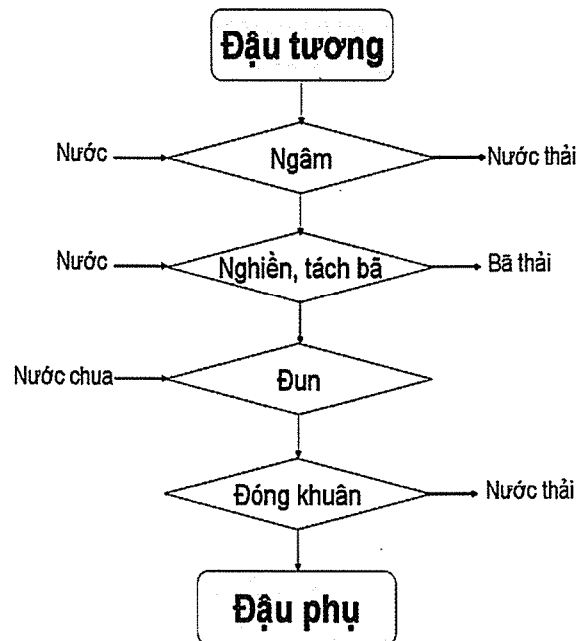 Đậu tương
Nước
Ngâm
Nước thải
Nước
Nghiền, tách bã
Bã thải
Nước chua
Đun
Đóng khuân
Nước thải
Đậu phụ